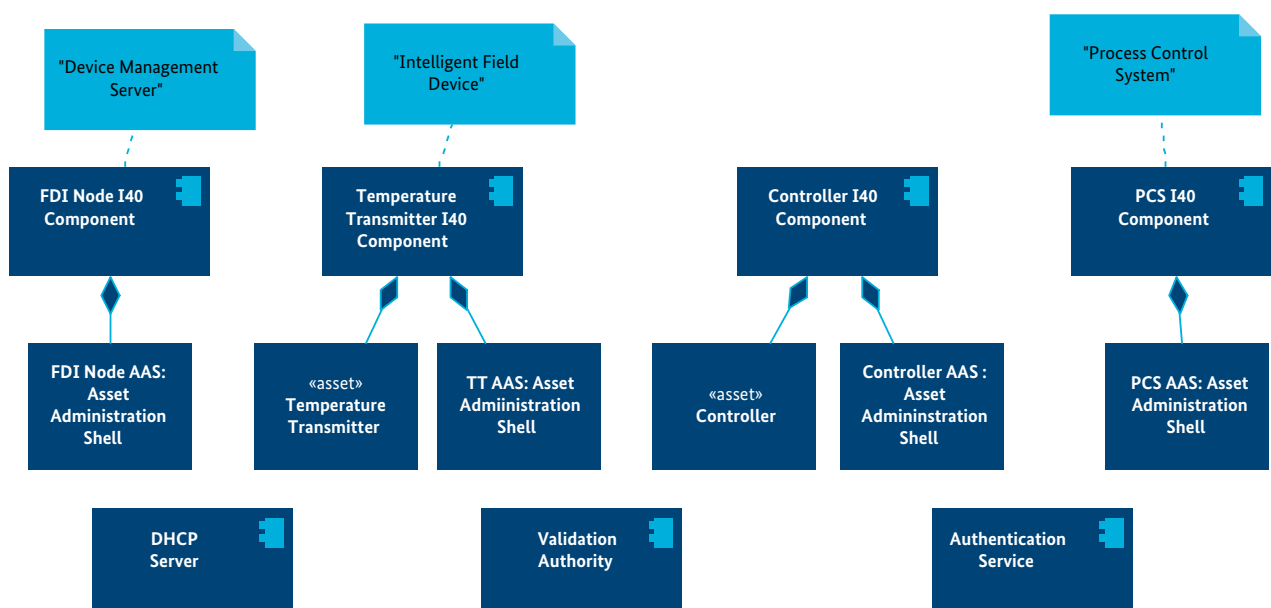 "Device Management
Server"
"Intelligent Field
Device"
"Process Control
System"
FDI Node I40
Component
Temperature
Transmitter I40
Component
Controller I40
Component
PCS I40
Component
FDI Node AAS:
Asset
Administration
Shell
«asset»
Temperature
Transmitter
TT AAS: Asset
Admiinistration
Shell
«asset»
Controller
Controller AAS :
Asset
Admininstration
Shell
PCS AAS: Asset
Administration
Shell
DHCP
Server
Validation
Authority
Authentication
Service